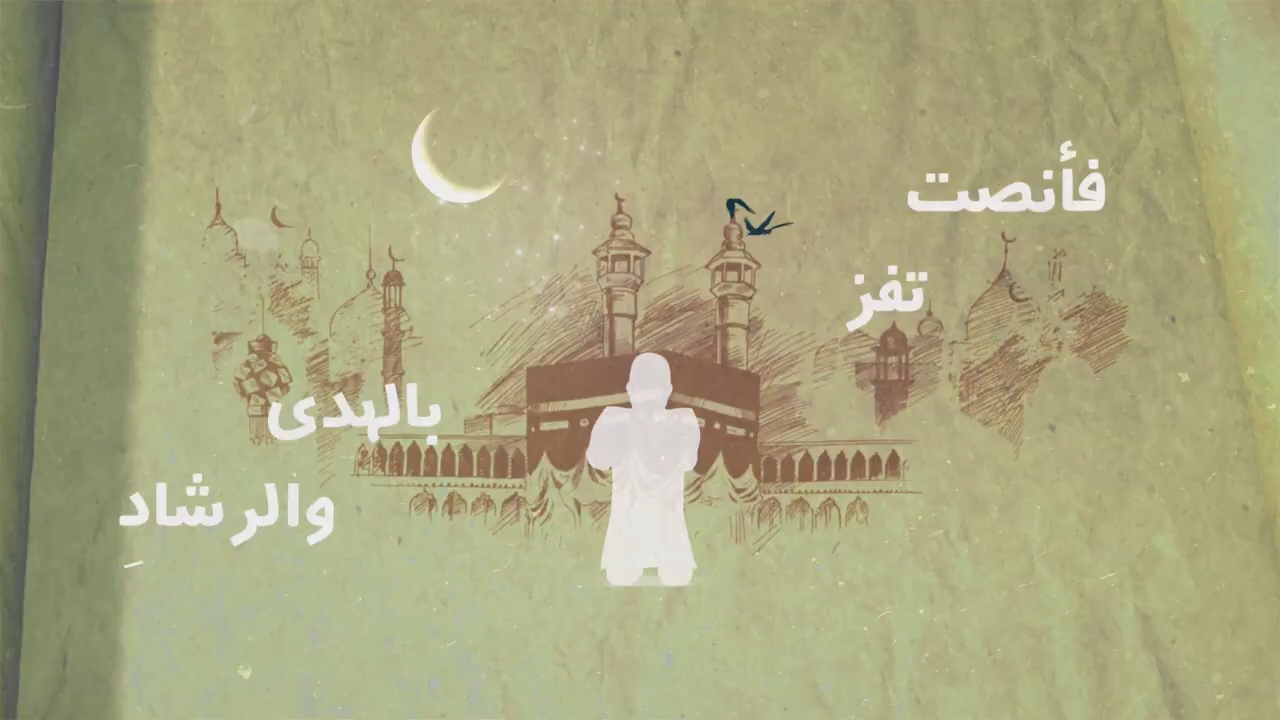 فأنصت
تفز
بالهدى
والرشادِ